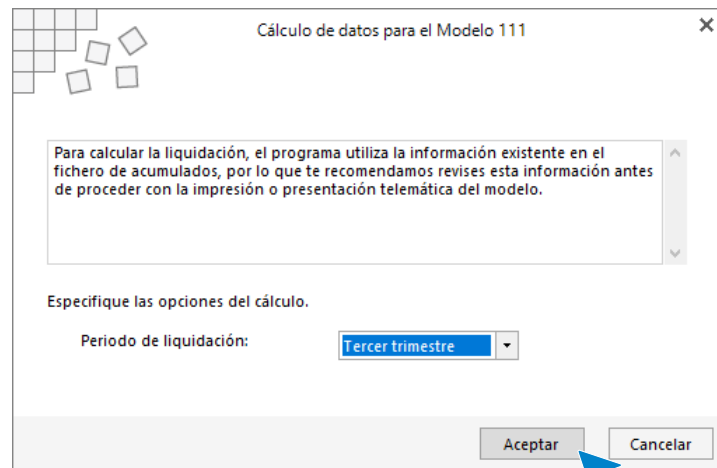 Cálculo de datos para el Modelo 111
Para calcular la liquidación, el programa utiliza la información existente en el
fichero de acumulados, por lo que te recomendamos revises esta información antes
de proceder con la impresión o presentación telemática del modelo.
Especifique las opciones del cálculo.
Periodo de liquidación: Tercer trimestre
Aceptar Cancelar